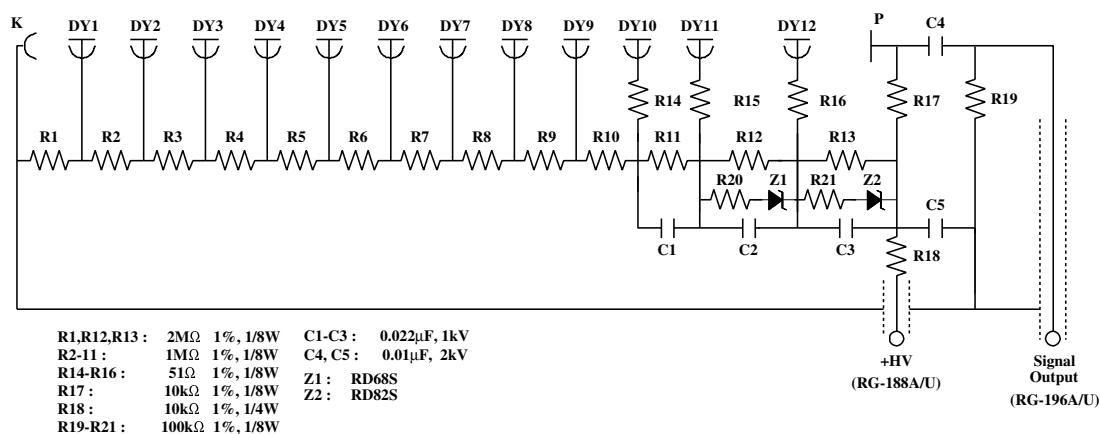 K DY1 DY2 DY3 DY4 DY5 DY6 DY7 DY8 DY9 DY10 DY11 DY12 P C4
R14 R15 R16 R17 R19
R1 R2 R3 R4 R5 R6 R7 R8 R9 R10 R11 R12 R13
R20 Z1 R21 Z2
C5
C1 C2 C3
R18
R1,R12,R13 : 2MΩ 1%, 1/8W C1-C3 : 0.022μF, 1kV
R2-11 : 1MΩ 1%, 1/8W C4, C5 : 0.01μF, 2kV
R14-R16 : 51Ω 1%, 1/8W Z1 : RD68S
R17 : 10kΩ 1%, 1/8W Z2 : RD82S
R18 : 10kΩ 1%, 1/4W
R19-R21 : 100kΩ 1%, 1/8W
+HV
(RG-188A/U)
Signal
Output
(RG-196A/U)